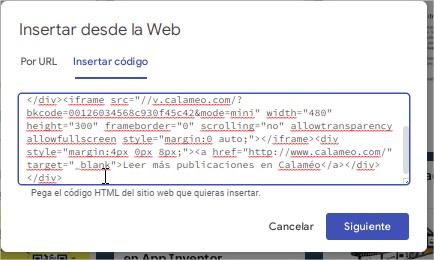 Insertar desde la Web
Por URL Insertar código
</div><iframe src="//v.calameo.com/?
bkcode=00126034568c930f45c42&mode=mini" width="480"
height="300" frameborder="0" scrolling="no" allowtransparency
allowfullscreen style="margin:0 auto;"></iframe><div
style="margin:4px 0px 8px;"><a href="http://www.calameo.com/"
target="_blank">Leer más publicaciones en Calaméo</a></div>
</div>
Pega el código HTML del sitio web que quieras insertar.
Cancelar Siguiente
en App Inventor